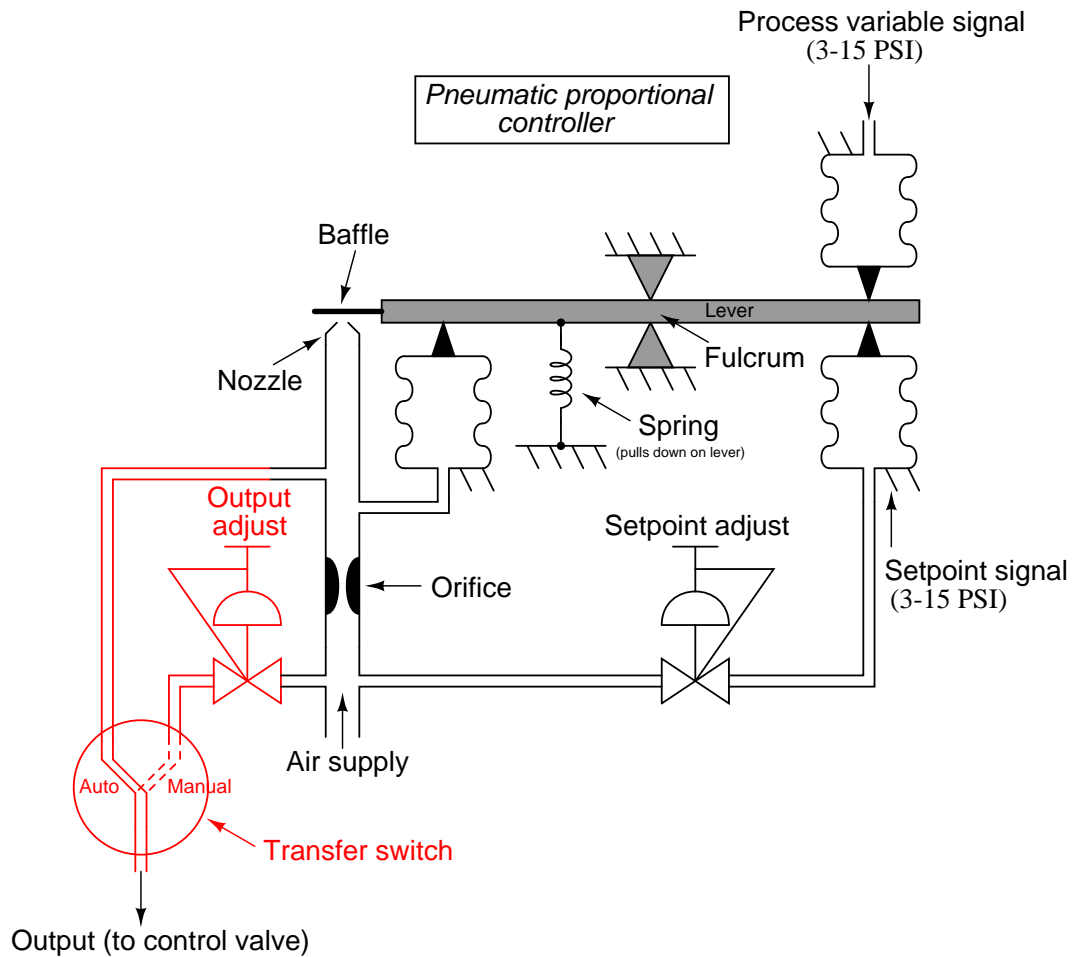 Process variable signal
(3-15 PSI)
Pneumatic proportional
controller
Baffle
Lever
Nozzle
Fulcrum
Spring
(pulls down on lever)
Output
adjust
Setpoint adjust
Orifice
Setpoint signal
(3-15 PSI)
Air supply
Auto
Manual
Transfer switch
Output (to control valve)